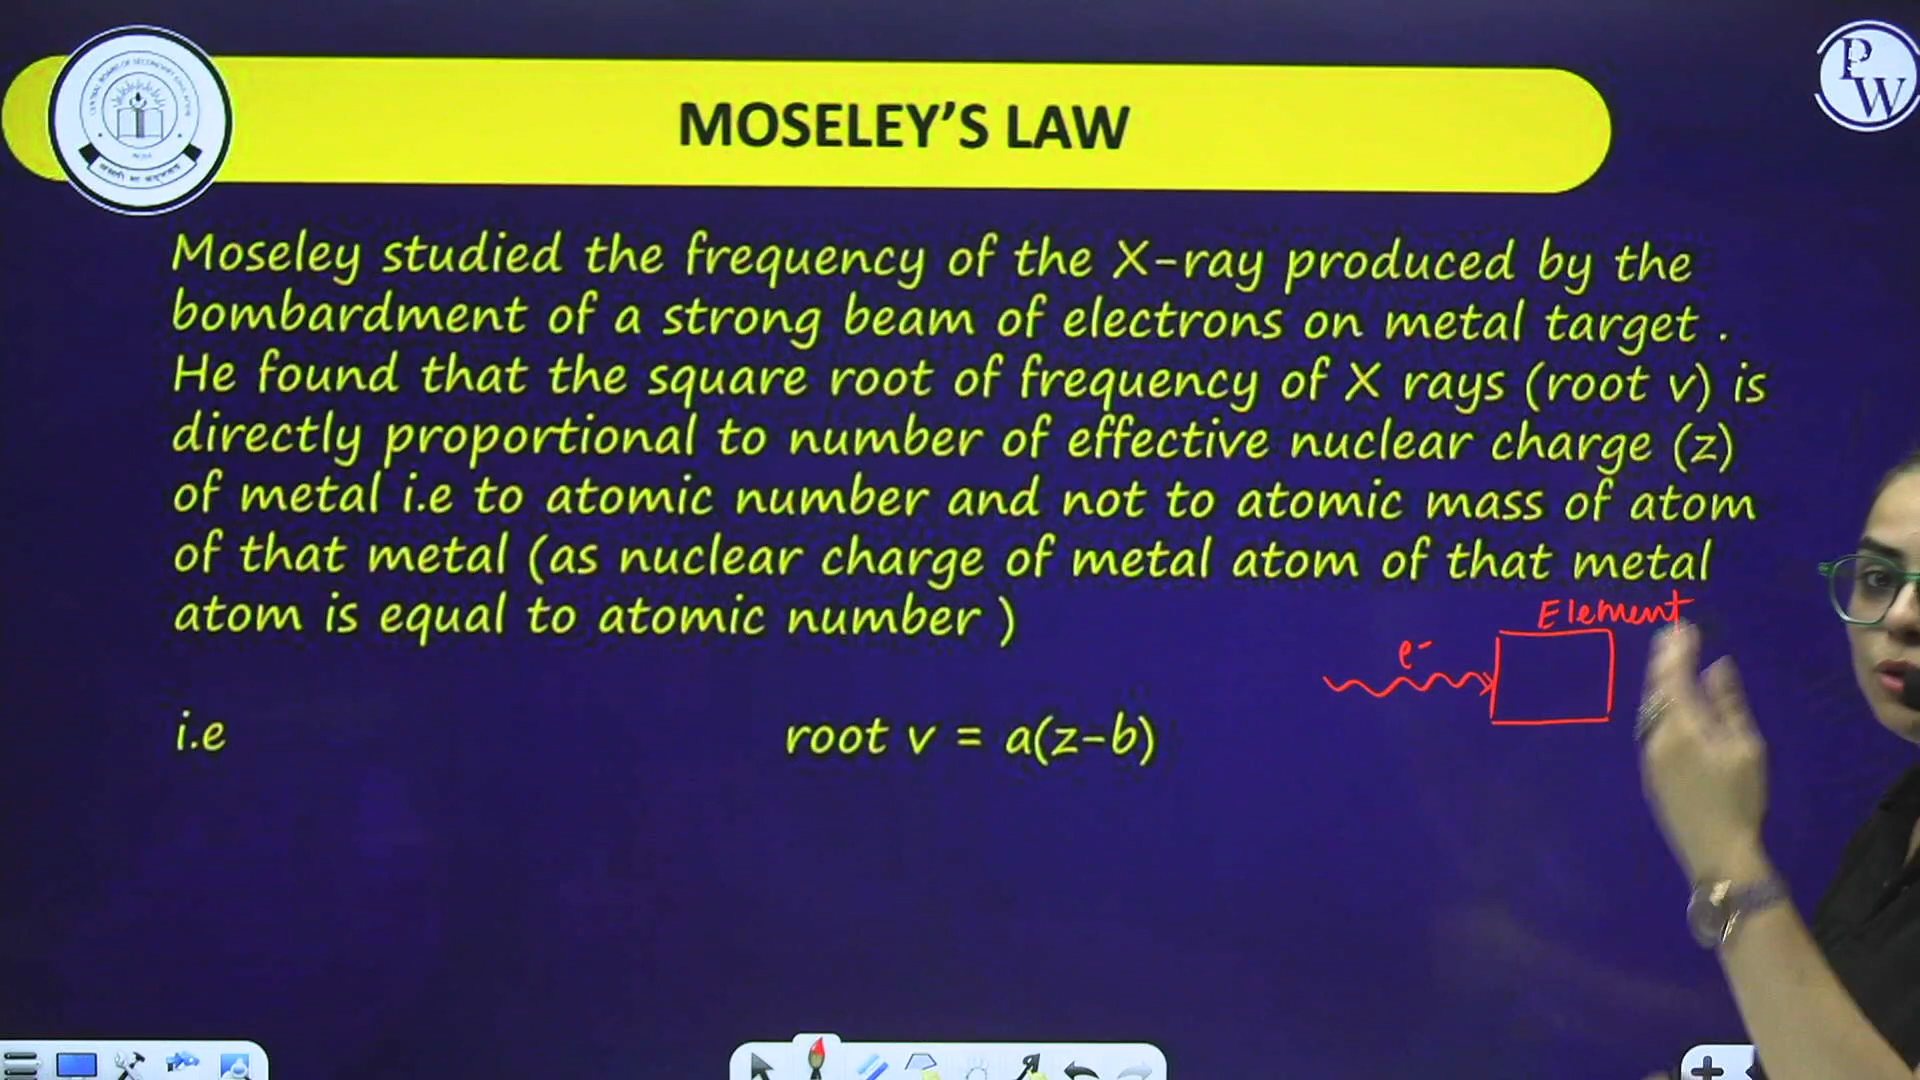 MOSELEY'S LAW
PW
Moseley studied the frequency of the X-ray produced by the
bombardment of a strong beam of electrons on metal target .
He found that the square root of frequency of X rays (root v) is
directly proportional to number of effective nuclear charge (z)
of metal i.e to atomic number and not to atomic mass of atom
of that metal (as nuclear charge of metal atom of that metal
atom is equal to atomic number )
Element
e-
i.e root v = a(z-b)